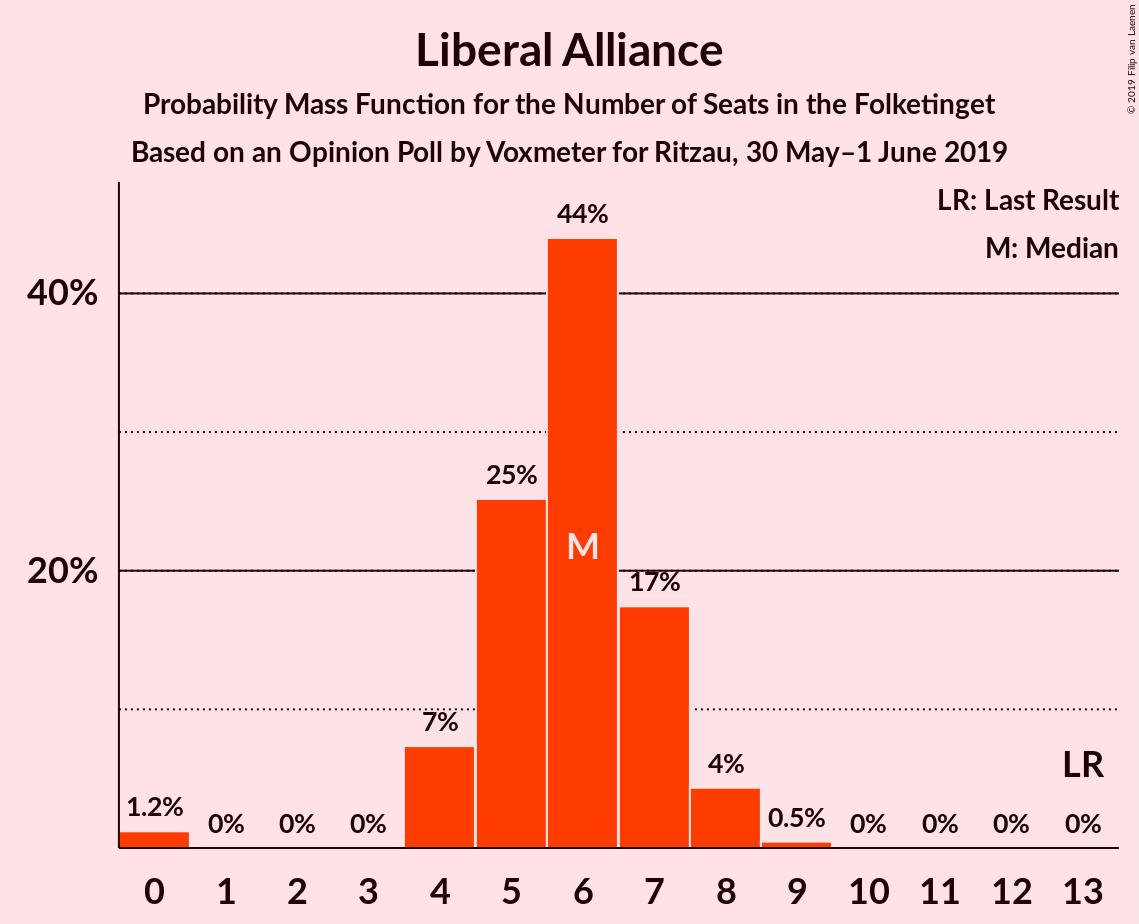 Liberal Alliance
Probability Mass Function for the Number of Seats in the Folketinget
Based on an Opinion Poll by Voxmeter for Ritzau, 30 May–1 June 2019
© 2019 Filip van Laenen
LR: Last Result
M: Median
44%
40%
25%
M
20%
17%
7%
4%
LR
1.2%
0%
0%
0%
0.5%
0%
0%
0%
0%
0 1 2 3 4 5 6 7 8 9 10 11 12 13